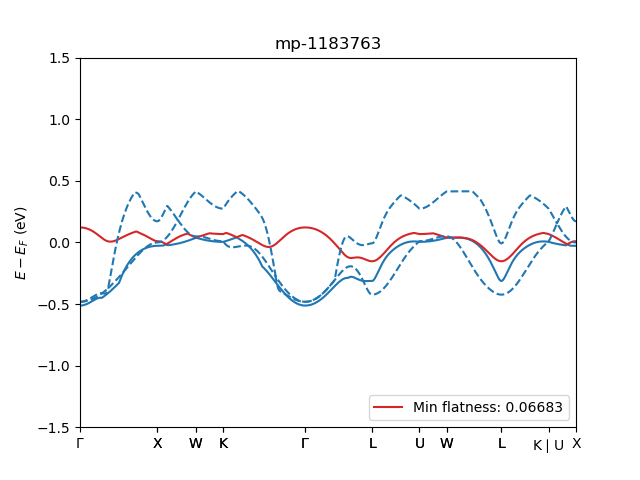 mp-1183763
E − E_F (eV)
1.5
1.0
0.5
0.0
−0.5
−1.0
−1.5
Min flatness: 0.06683
Γ X W K Γ L U W L K | U X